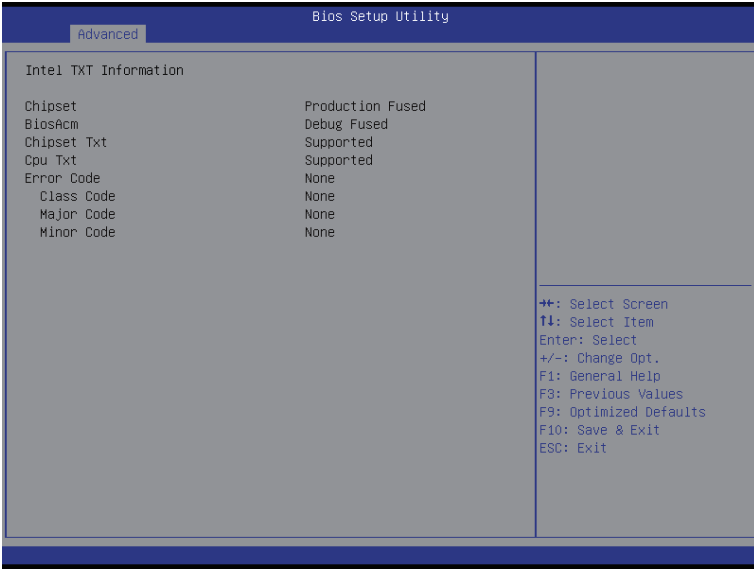 Bios Setup Utility
Advanced
Intel TXT Information
Chipset Production Fused
BiosAcm Debug Fused
Chipset Txt Supported
Cpu Txt Supported
Error Code None
Class Code None
Major Code None
Minor Code None
→←: Select Screen
↑↓: Select Item
Enter: Select
+/-: Change Opt.
F1: General Help
F3: Previous Values
F9: Optimized Defaults
F10: Save & Exit
ESC: Exit